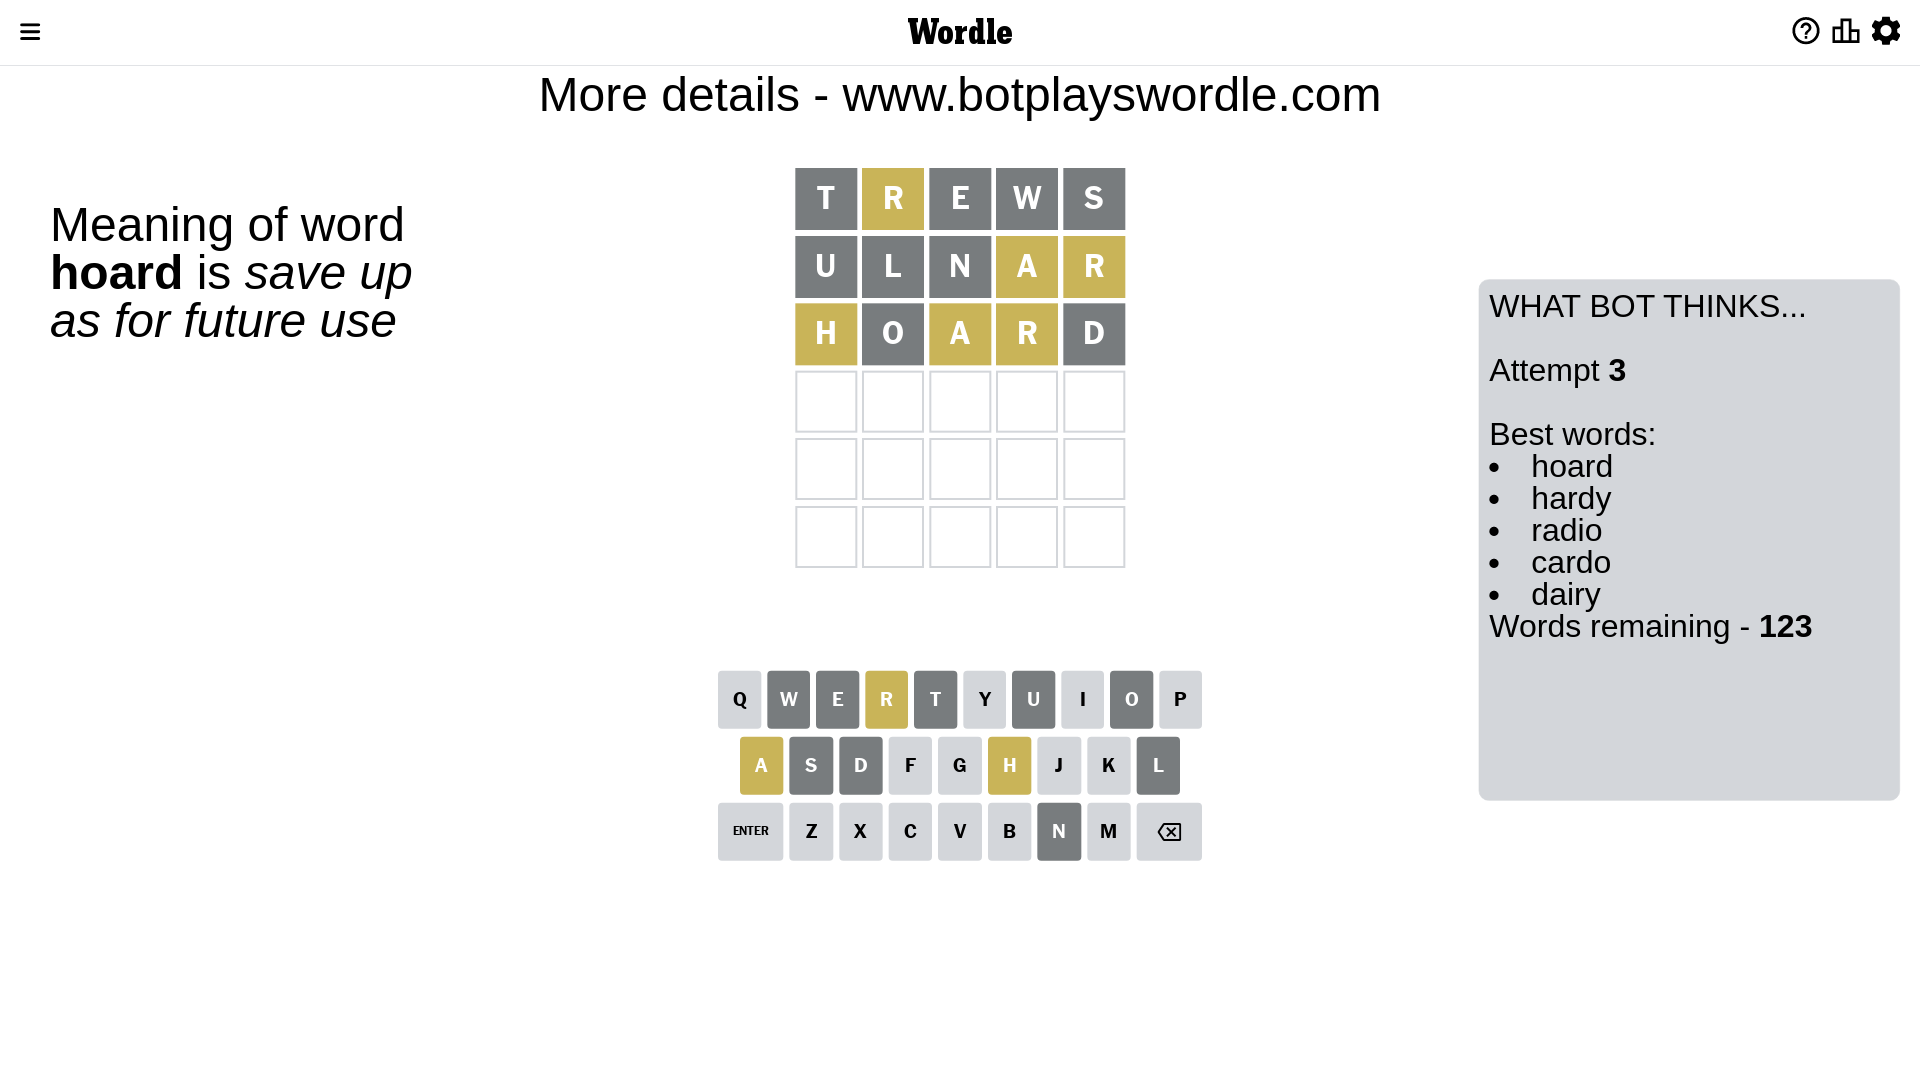 Wordle
More details - www.botplayswordle.com
Meaning of word
hoard is save up
as for future use
T R E W S
U L N A R
H O A R D
WHAT BOT THINKS...
Attempt 3
Best words:
• hoard
• hardy
• radio
• cardo
• dairy
Words remaining - 123
Q W E R T Y U I O P
A S D F G H J K L
ENTER Z X C V B N M